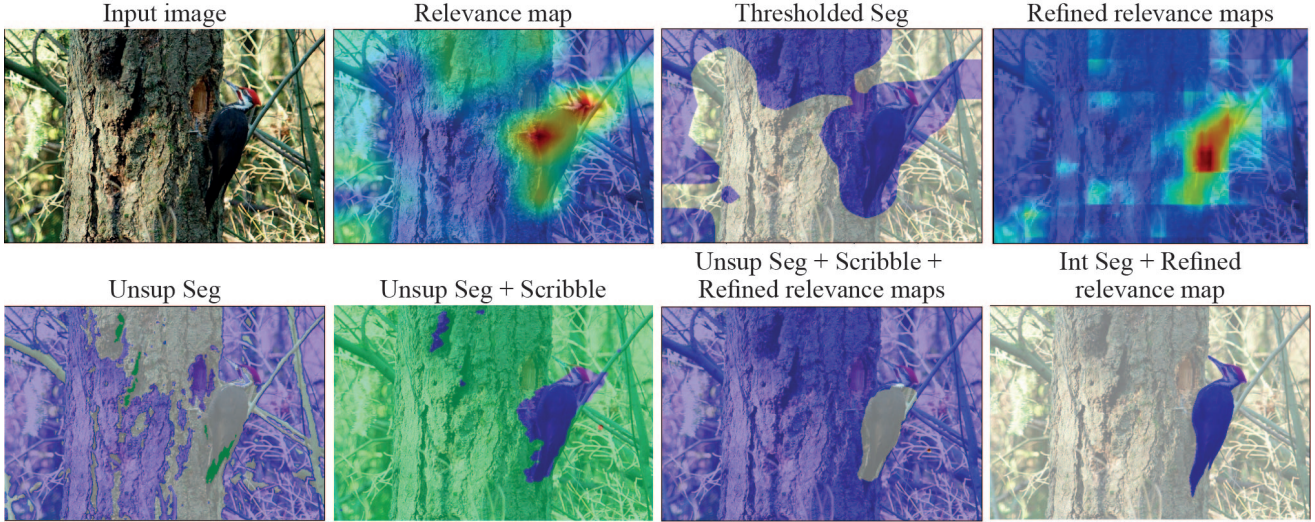 Input image
Relevance map
Thresholded Seg
Refined relevance maps
Unsup Seg
Unsup Seg + Scribble
Unsup Seg + Scribble +
Refined relevance maps
Int Seg + Refined
relevance map